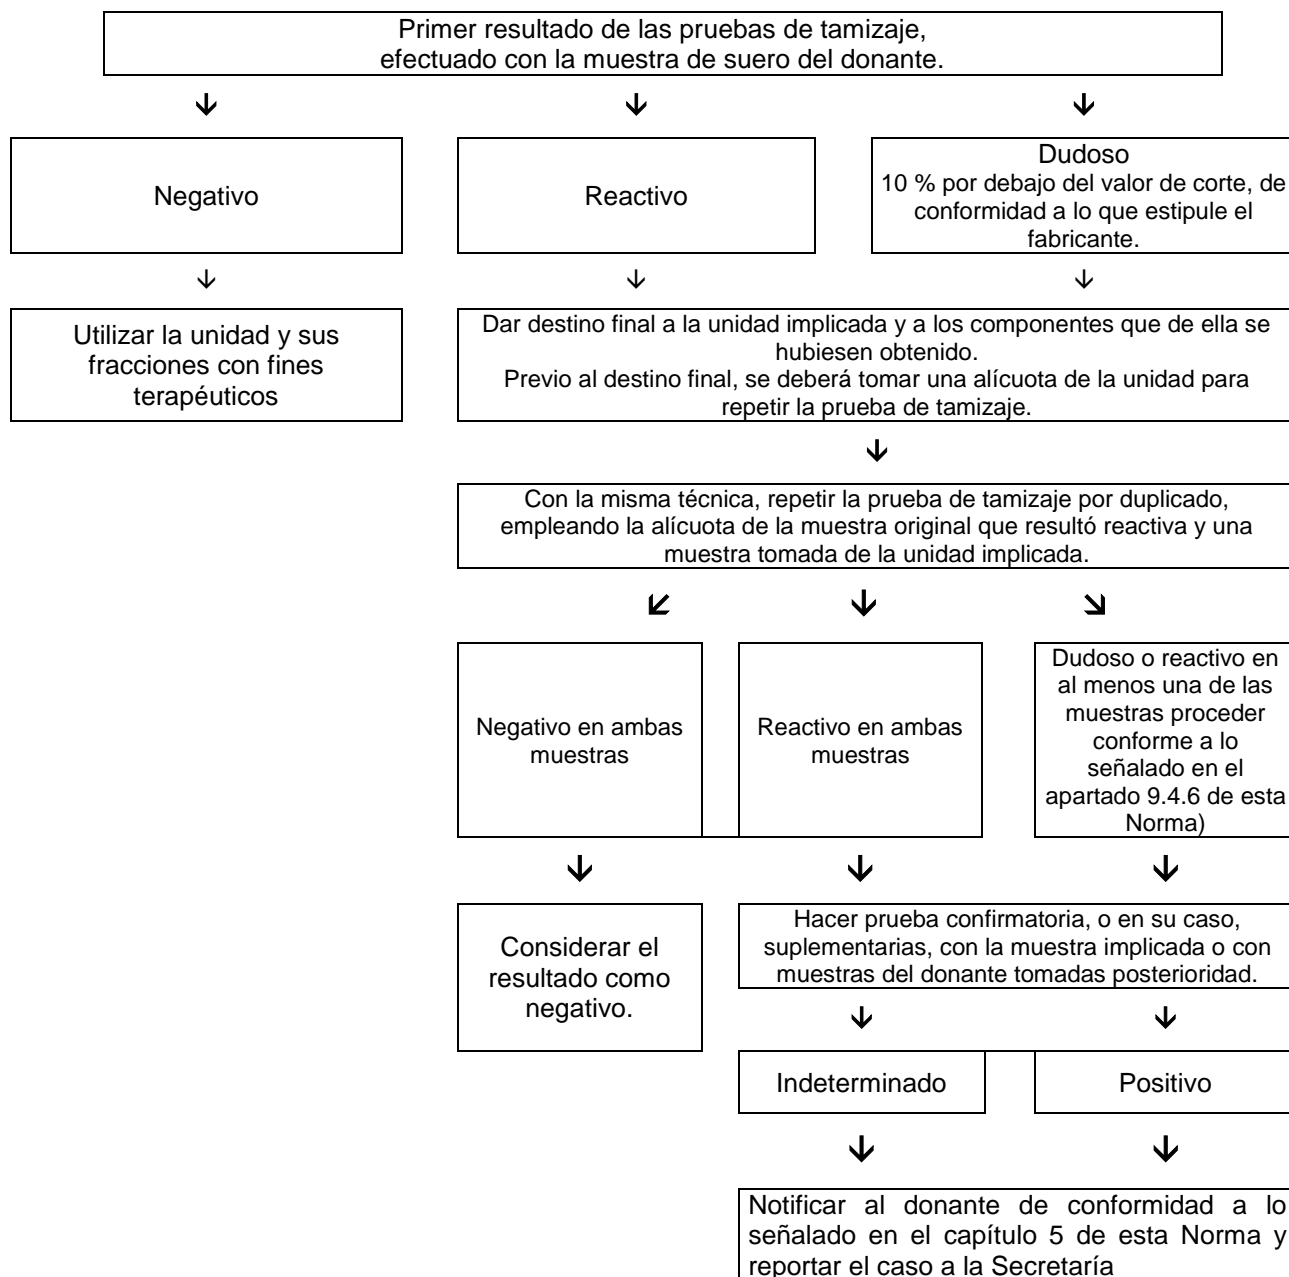 Primer resultado de las pruebas de tamizaje,
efectuado con la muestra de suero del donante.
Negativo
Reactivo
Dudoso
10 % por debajo del valor de corte, de
conformidad a lo que estipule el
fabricante.
Utilizar la unidad y sus
fracciones con fines
terapéuticos
Dar destino final a la unidad implicada y a los componentes que de ella se
hubiesen obtenido.
Previo al destino final, se deberá tomar una alícuota de la unidad para
repetir la prueba de tamizaje.
Con la misma técnica, repetir la prueba de tamizaje por duplicado,
empleando la alícuota de la muestra original que resultó reactiva y una
muestra tomada de la unidad implicada.
Negativo en ambas
muestras
Reactivo en ambas
muestras
Dudoso o reactivo en
al menos una de las
muestras proceder
conforme a lo
señalado en el
apartado 9.4.6 de esta
Norma)
Considerar el
resultado como
negativo.
Hacer prueba confirmatoria, o en su caso,
suplementarias, con la muestra implicada o con
muestras del donante tomadas posterioridad.
Indeterminado
Positivo
Notificar al donante de conformidad a lo
señalado en el capítulo 5 de esta Norma y
reportar el caso a la Secretaría